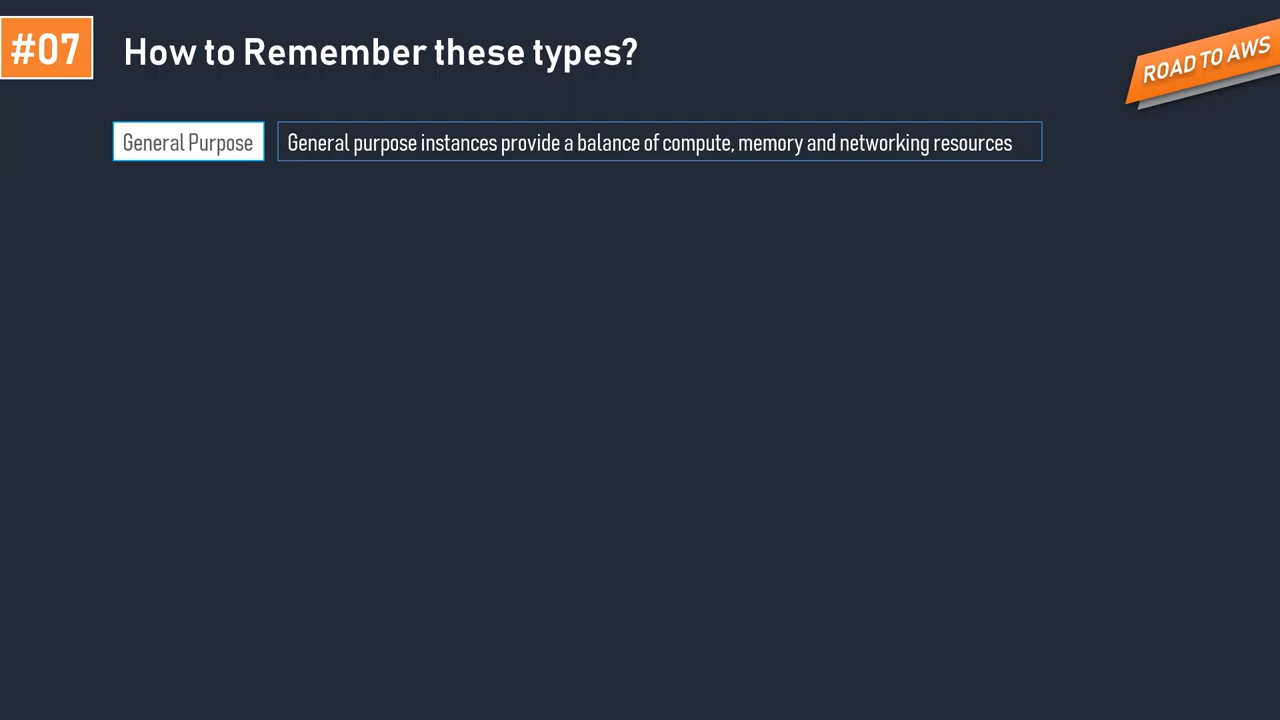 #07
How to Remember these types?
ROAD TO AWS
General Purpose
General purpose instances provide a balance of compute, memory and networking resources